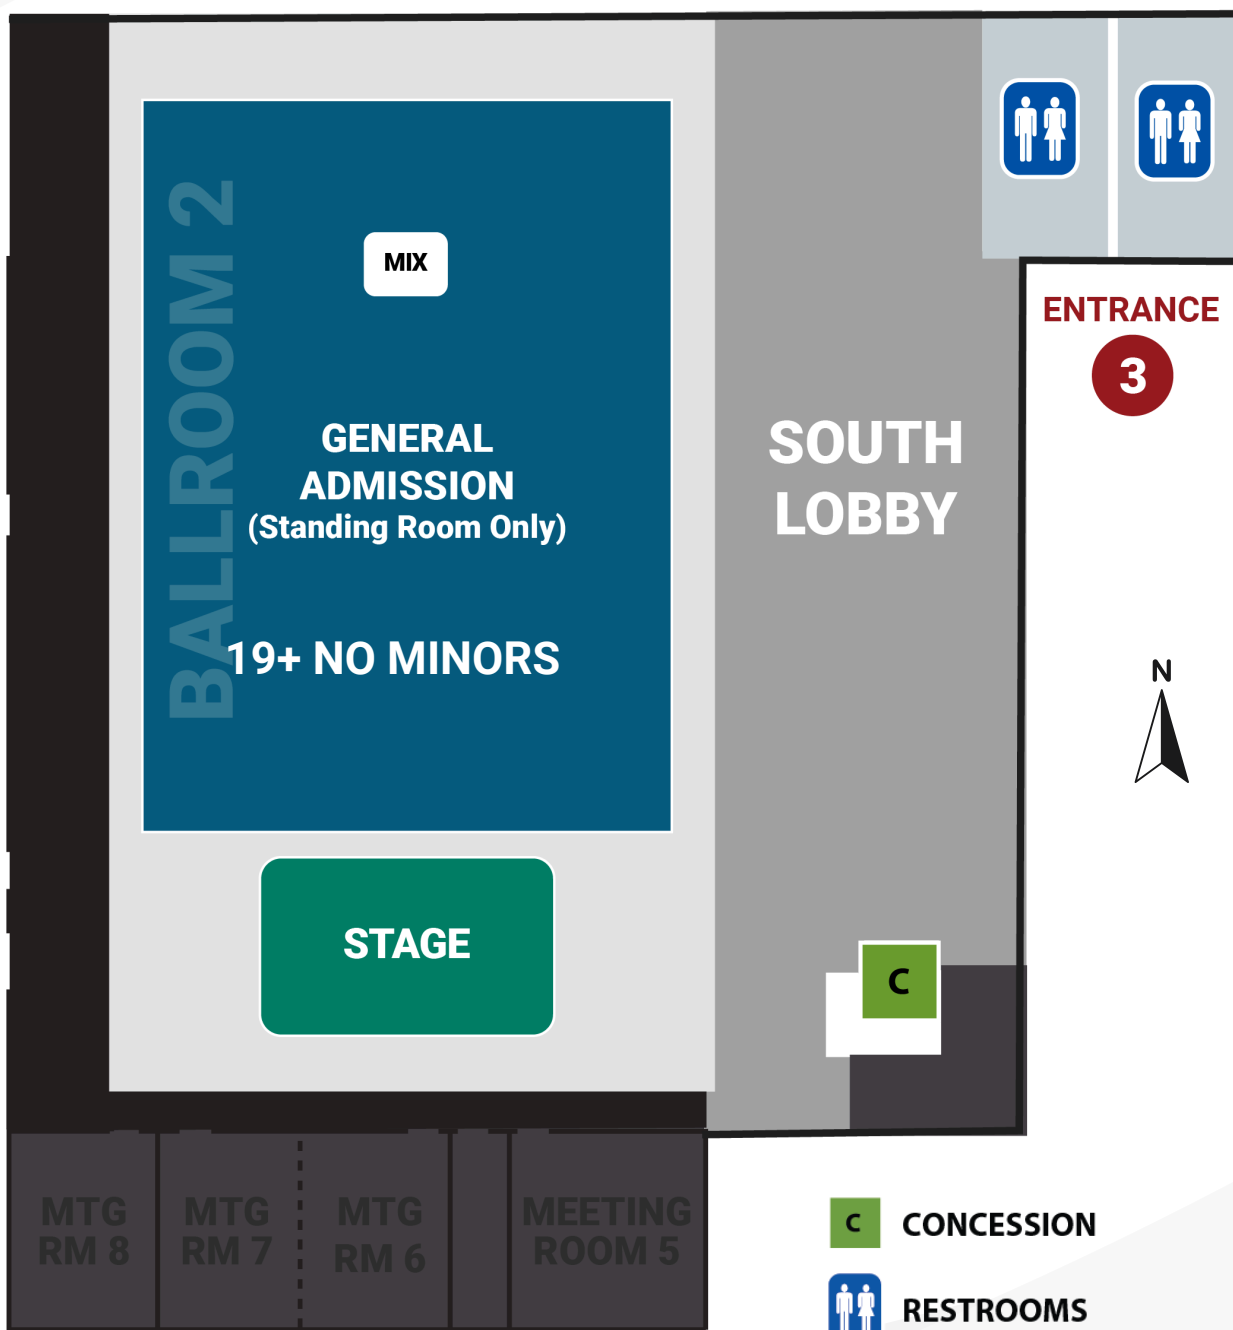 BALLROOM 2
MIX
GENERAL
ADMISSION
(Standing Room Only)
19+ NO MINORS
STAGE
SOUTH
LOBBY
ENTRANCE
3
N
C
MTG
RM 8
MTG
RM 7
MTG
RM 6
MEETING
ROOM 5
C CONCESSION
RESTROOMS